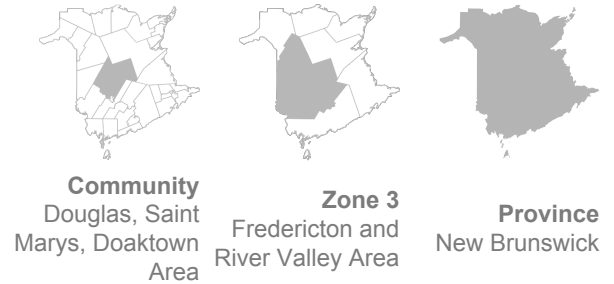 Community
Douglas, Saint
Marys, Doaktown
Area
Zone 3
Fredericton and
River Valley Area
Province
New Brunswick